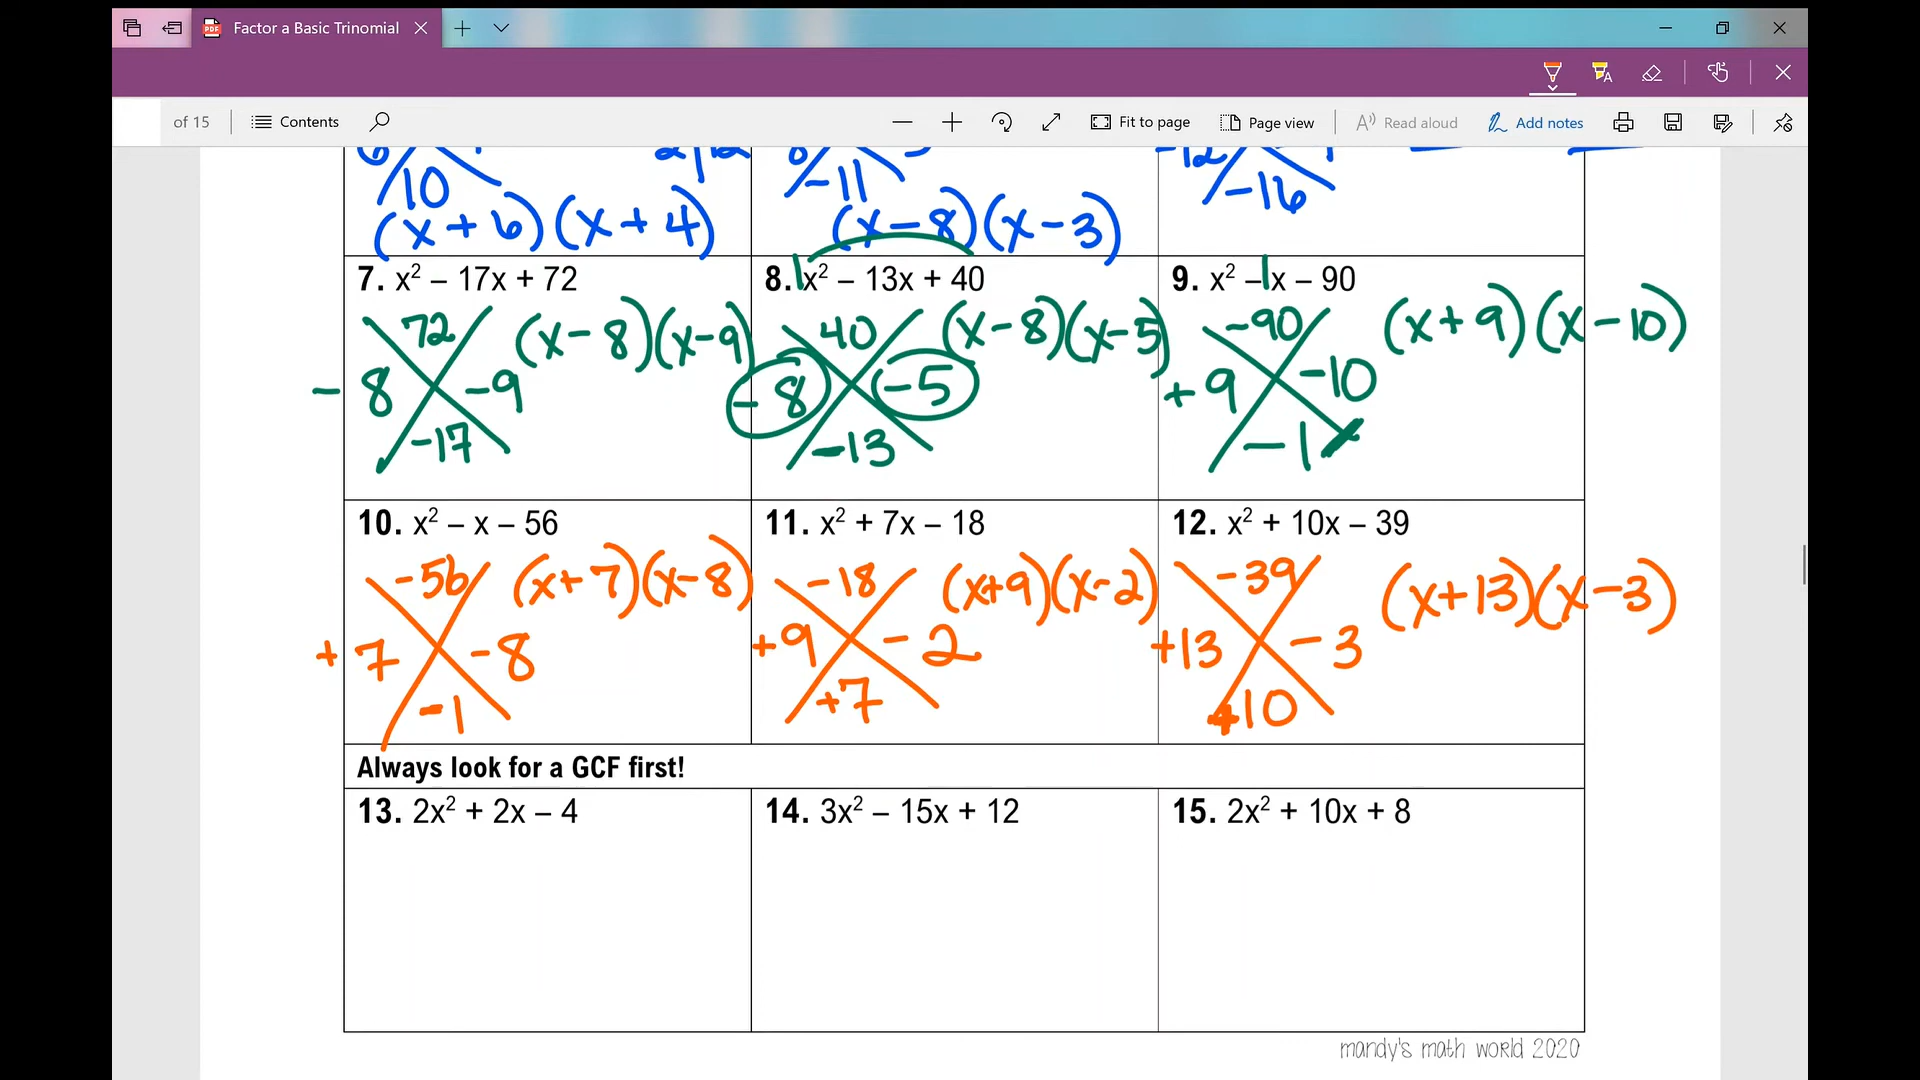 Factor a Basic Trinomial
of 15 Contents Fit to page Page view Read aloud Add notes
10
(x + 6)(x + 4)
-11
(x - 8)(x - 3)
-12
-16
7. x² – 17x + 72
72 (x - 8)(x - 9)
- 8 -9
-17
8. 1x² – 13x + 40
40 (x - 8)(x - 5)
-8 -5
-13
9. x² – 1x – 90
-90 (x + 9)(x - 10)
+9 -10
-1
10. x² – x – 56
-56 (x + 7)(x - 8)
+7 -8
-1
11. x² + 7x – 18
-18 (x+9)(x-2)
+9 -2
+7
12. x² + 10x – 39
-39 (x+13)(x-3)
+13 -3
+10
Always look for a GCF first!
13. 2x² + 2x – 4
14. 3x² – 15x + 12
15. 2x² + 10x + 8
mandy's math world 2020